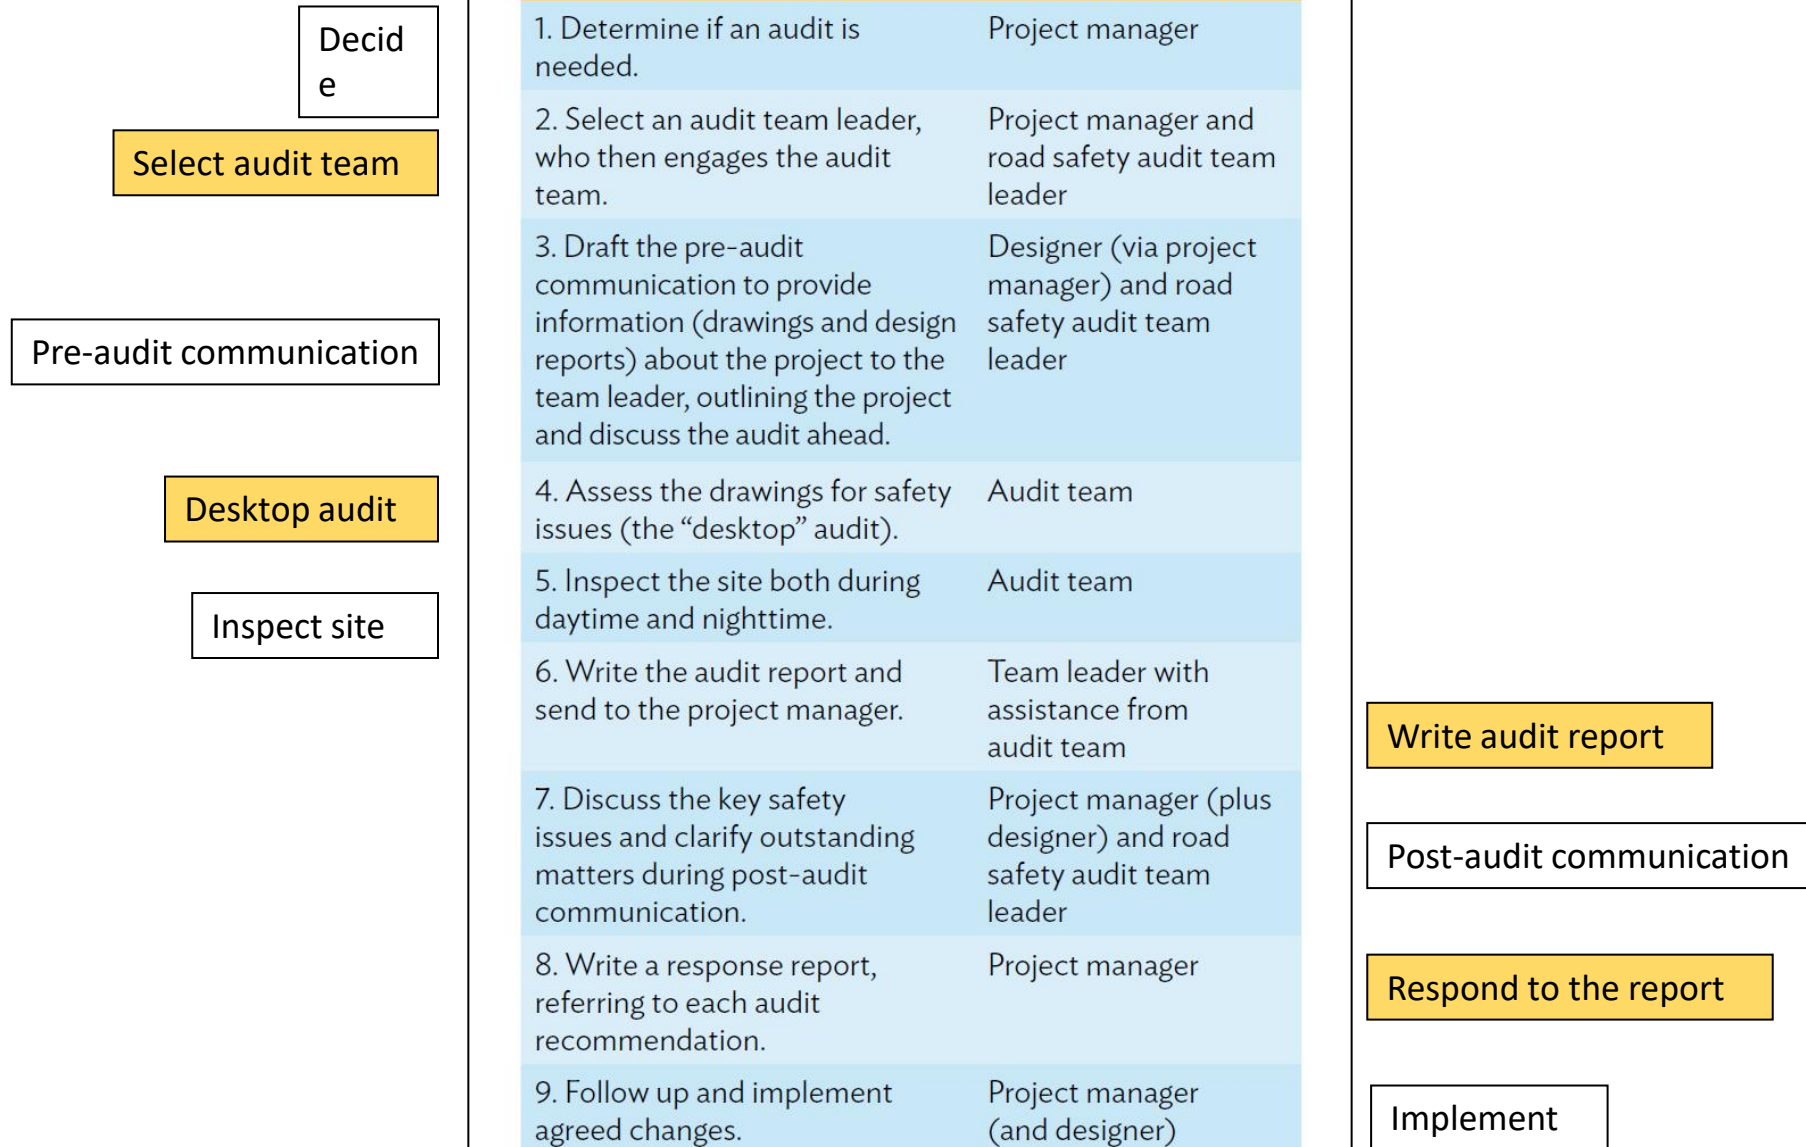 Decid
e
Select audit team
Pre-audit communication
Desktop audit
Inspect site
1. Determine if an audit is
needed.
Project manager
2. Select an audit team leader,
who then engages the audit
team.
Project manager and
road safety audit team
leader
3. Draft the pre-audit
communication to provide
information (drawings and design
reports) about the project to the
team leader, outlining the project
and discuss the audit ahead.
Designer (via project
manager) and road
safety audit team
leader
4. Assess the drawings for safety
issues (the “desktop” audit).
Audit team
5. Inspect the site both during
daytime and nighttime.
Audit team
6. Write the audit report and
send to the project manager.
Team leader with
assistance from
audit team
7. Discuss the key safety
issues and clarify outstanding
matters during post-audit
communication.
Project manager (plus
designer) and road
safety audit team
leader
8. Write a response report,
referring to each audit
recommendation.
Project manager
9. Follow up and implement
agreed changes.
Project manager
(and designer)
Write audit report
Post-audit communication
Respond to the report
Implement